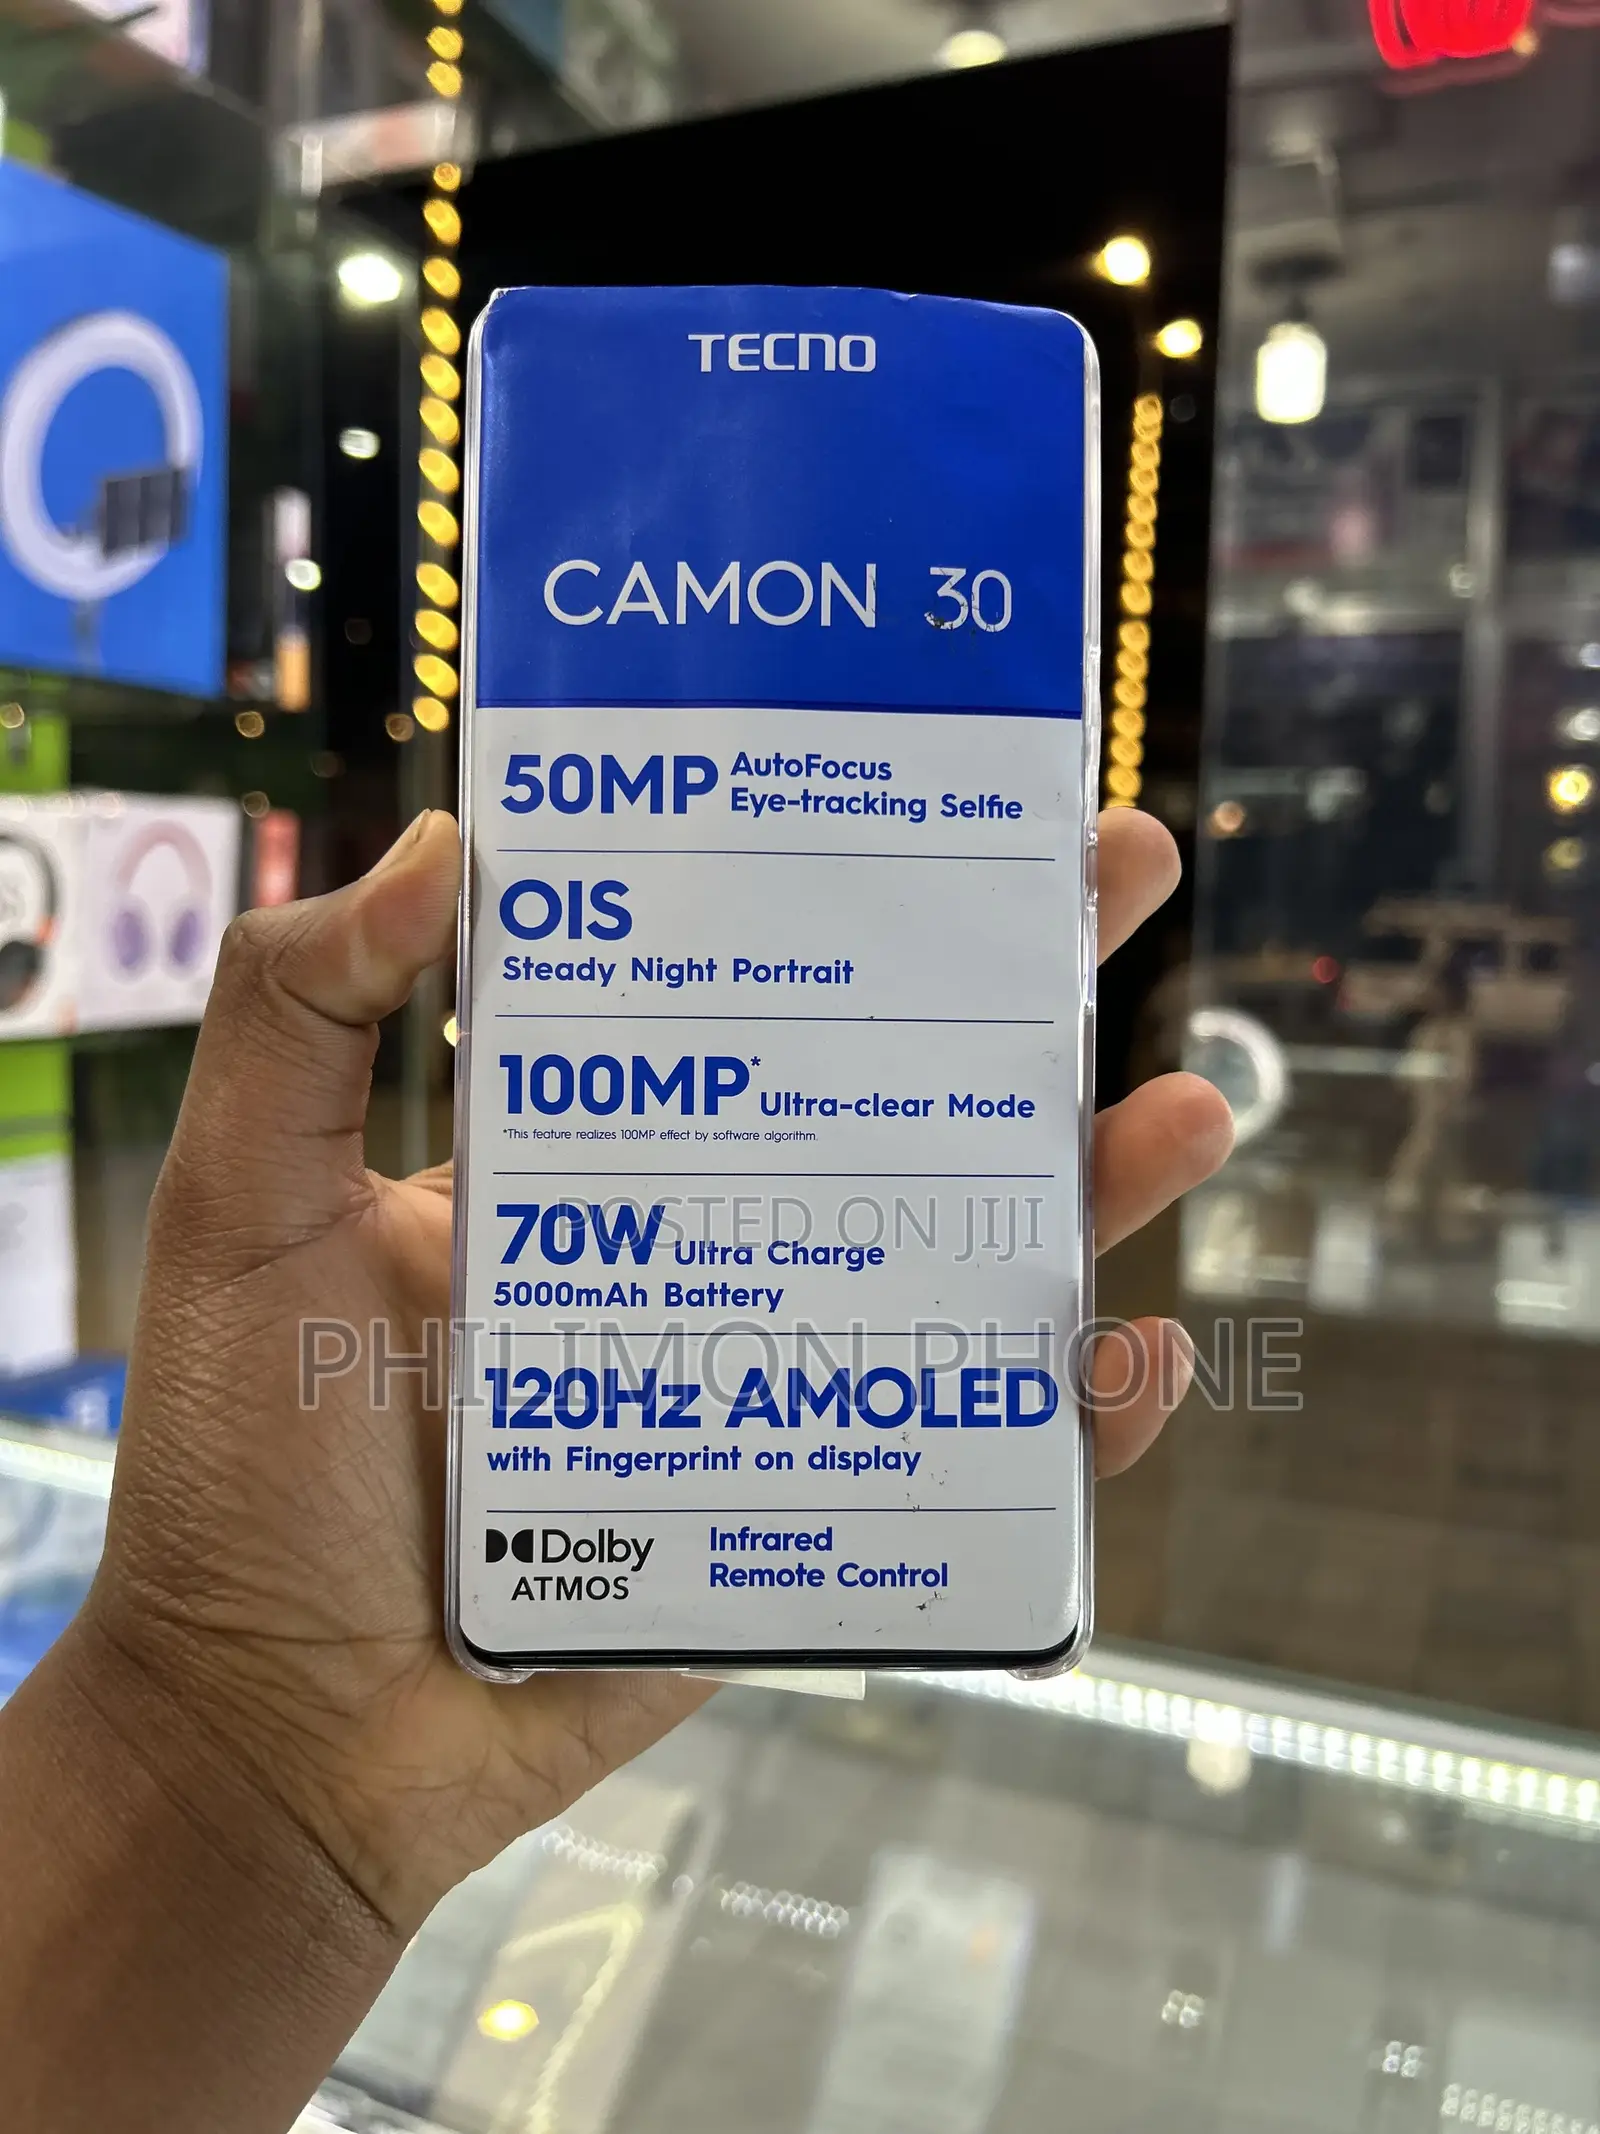 TECNO
CAMON 30
50MP AutoFocus
Eye-tracking Selfie
OIS
Steady Night Portrait
100MP* Ultra-clear Mode
*This feature realizes 100MP effect by software algorithm.
POSTED ON JIJI
70W Ultra Charge
5000mAh Battery
PHILIMON PHONE
120Hz AMOLED
with Fingerprint on display
Dolby
ATMOS
Infrared
Remote Control